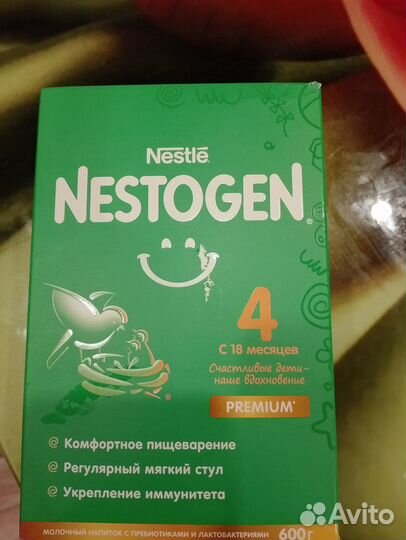 Nestlé
NESTOGEN®
4
С 18 месяцев
Счастливые дети –
наше вдохновение
PREMIUM*
Комфортное пищеварение
Регулярный мягкий стул
Укрепление иммунитета
МОЛОЧНЫЙ НАПИТОК С ПРЕБИОТИКАМИ И ЛАКТОБАКТЕРИЯМИ 600г
Avito